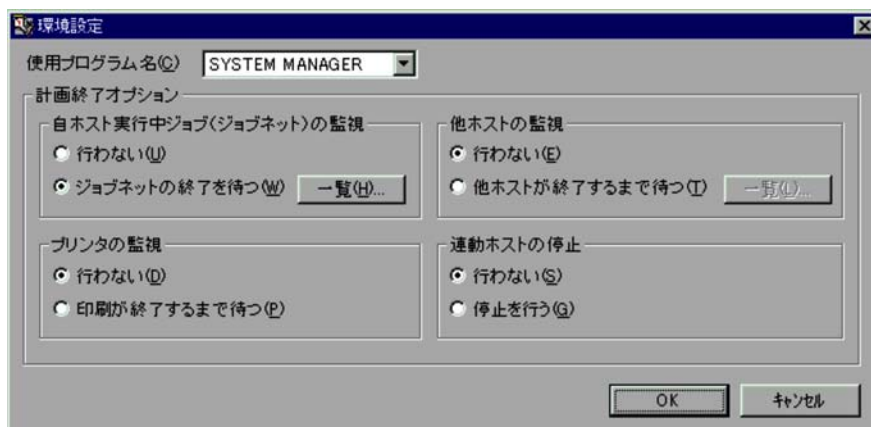 環境設定
使用プログラム名(C) SYSTEM MANAGER
計画終了オプション
自ホスト実行中ジョブ(ジョブネット)の監視
行わない(U)
ジョブネットの終了を待つ(W) 一覧(H)...
他ホストの監視
行わない(E)
他ホストが終了するまで待つ(T) 一覧(L)...
プリンタの監視
行わない(D)
印刷が終了するまで待つ(P)
連動ホストの停止
行わない(S)
停止を行う(G)
OK キャンセル